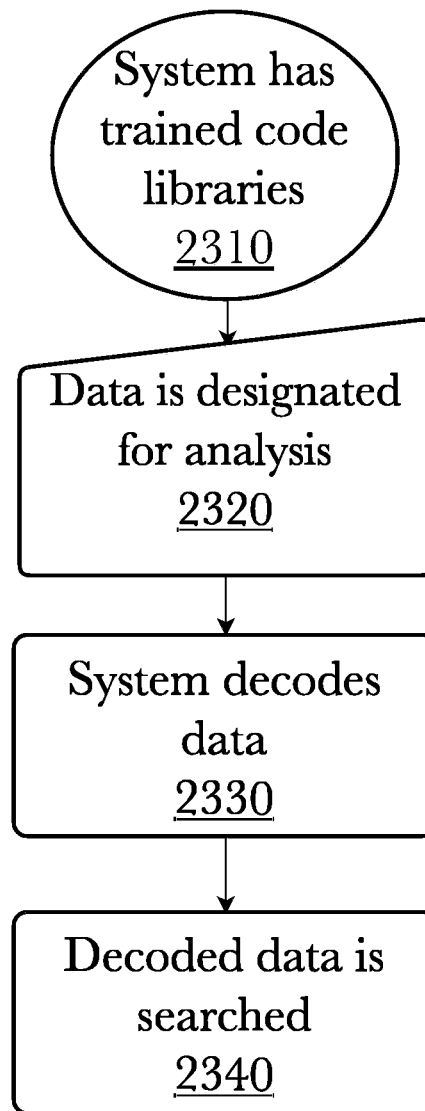 System has
trained code
libraries
2310
Data is designated
for analysis
2320
System decodes
data
2330
Decoded data is
searched
2340